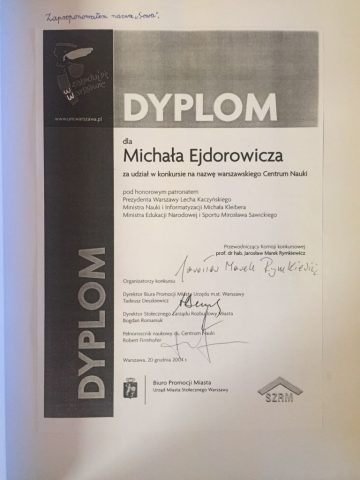 Zaproponowałem nazwę „Sowa”.
www.um.warszawa.pl
DYPLOM
dla
Michała Ejdorowicza
za udział w konkursie na nazwę warszawskiego Centrum Nauki
pod honorowym patronatem:
Prezydenta Warszawy Lecha Kaczyńskiego
Ministra Nauki i Informatyzacji Michała Kleibera
Ministra Edukacji Narodowej i Sportu Mirosława Sawickiego
Przewodniczący Komisji konkursowej
prof. dr hab. Jarosław Marek Rymkiewicz
Jarosław Marek Rymkiewicz
Organizatorzy konkursu
Dyrektor Biura Promocji Miasta Urzędu m.st. Warszawy
Tadeusz Deszkiewicz
Dyrektor Stołecznego Zarządu Rozbudowy Miasta
Bogdan Romaniuk
Pełnomocnik naukowy ds. Centrum Nauki
Robert Firmhofer
Warszawa, 20 grudnia 2004 r.
DYPLOM
Biuro Promocji Miasta
Urząd Miasta Stołecznego Warszawy
SZRM